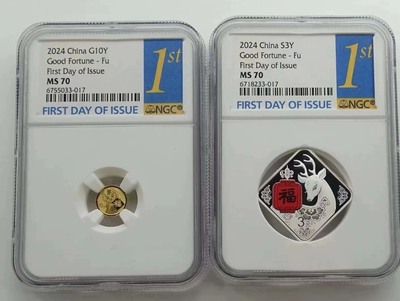 2024 China G10Y
Good Fortune - Fu
First Day of Issue
MS 70
6755033-017
1st
FIRST DAY OF ISSUE
NGC
2024 China S3Y
Good Fortune - Fu
First Day of Issue
MS 70
6718233-017
1st
FIRST DAY OF ISSUE
NGC
福
3